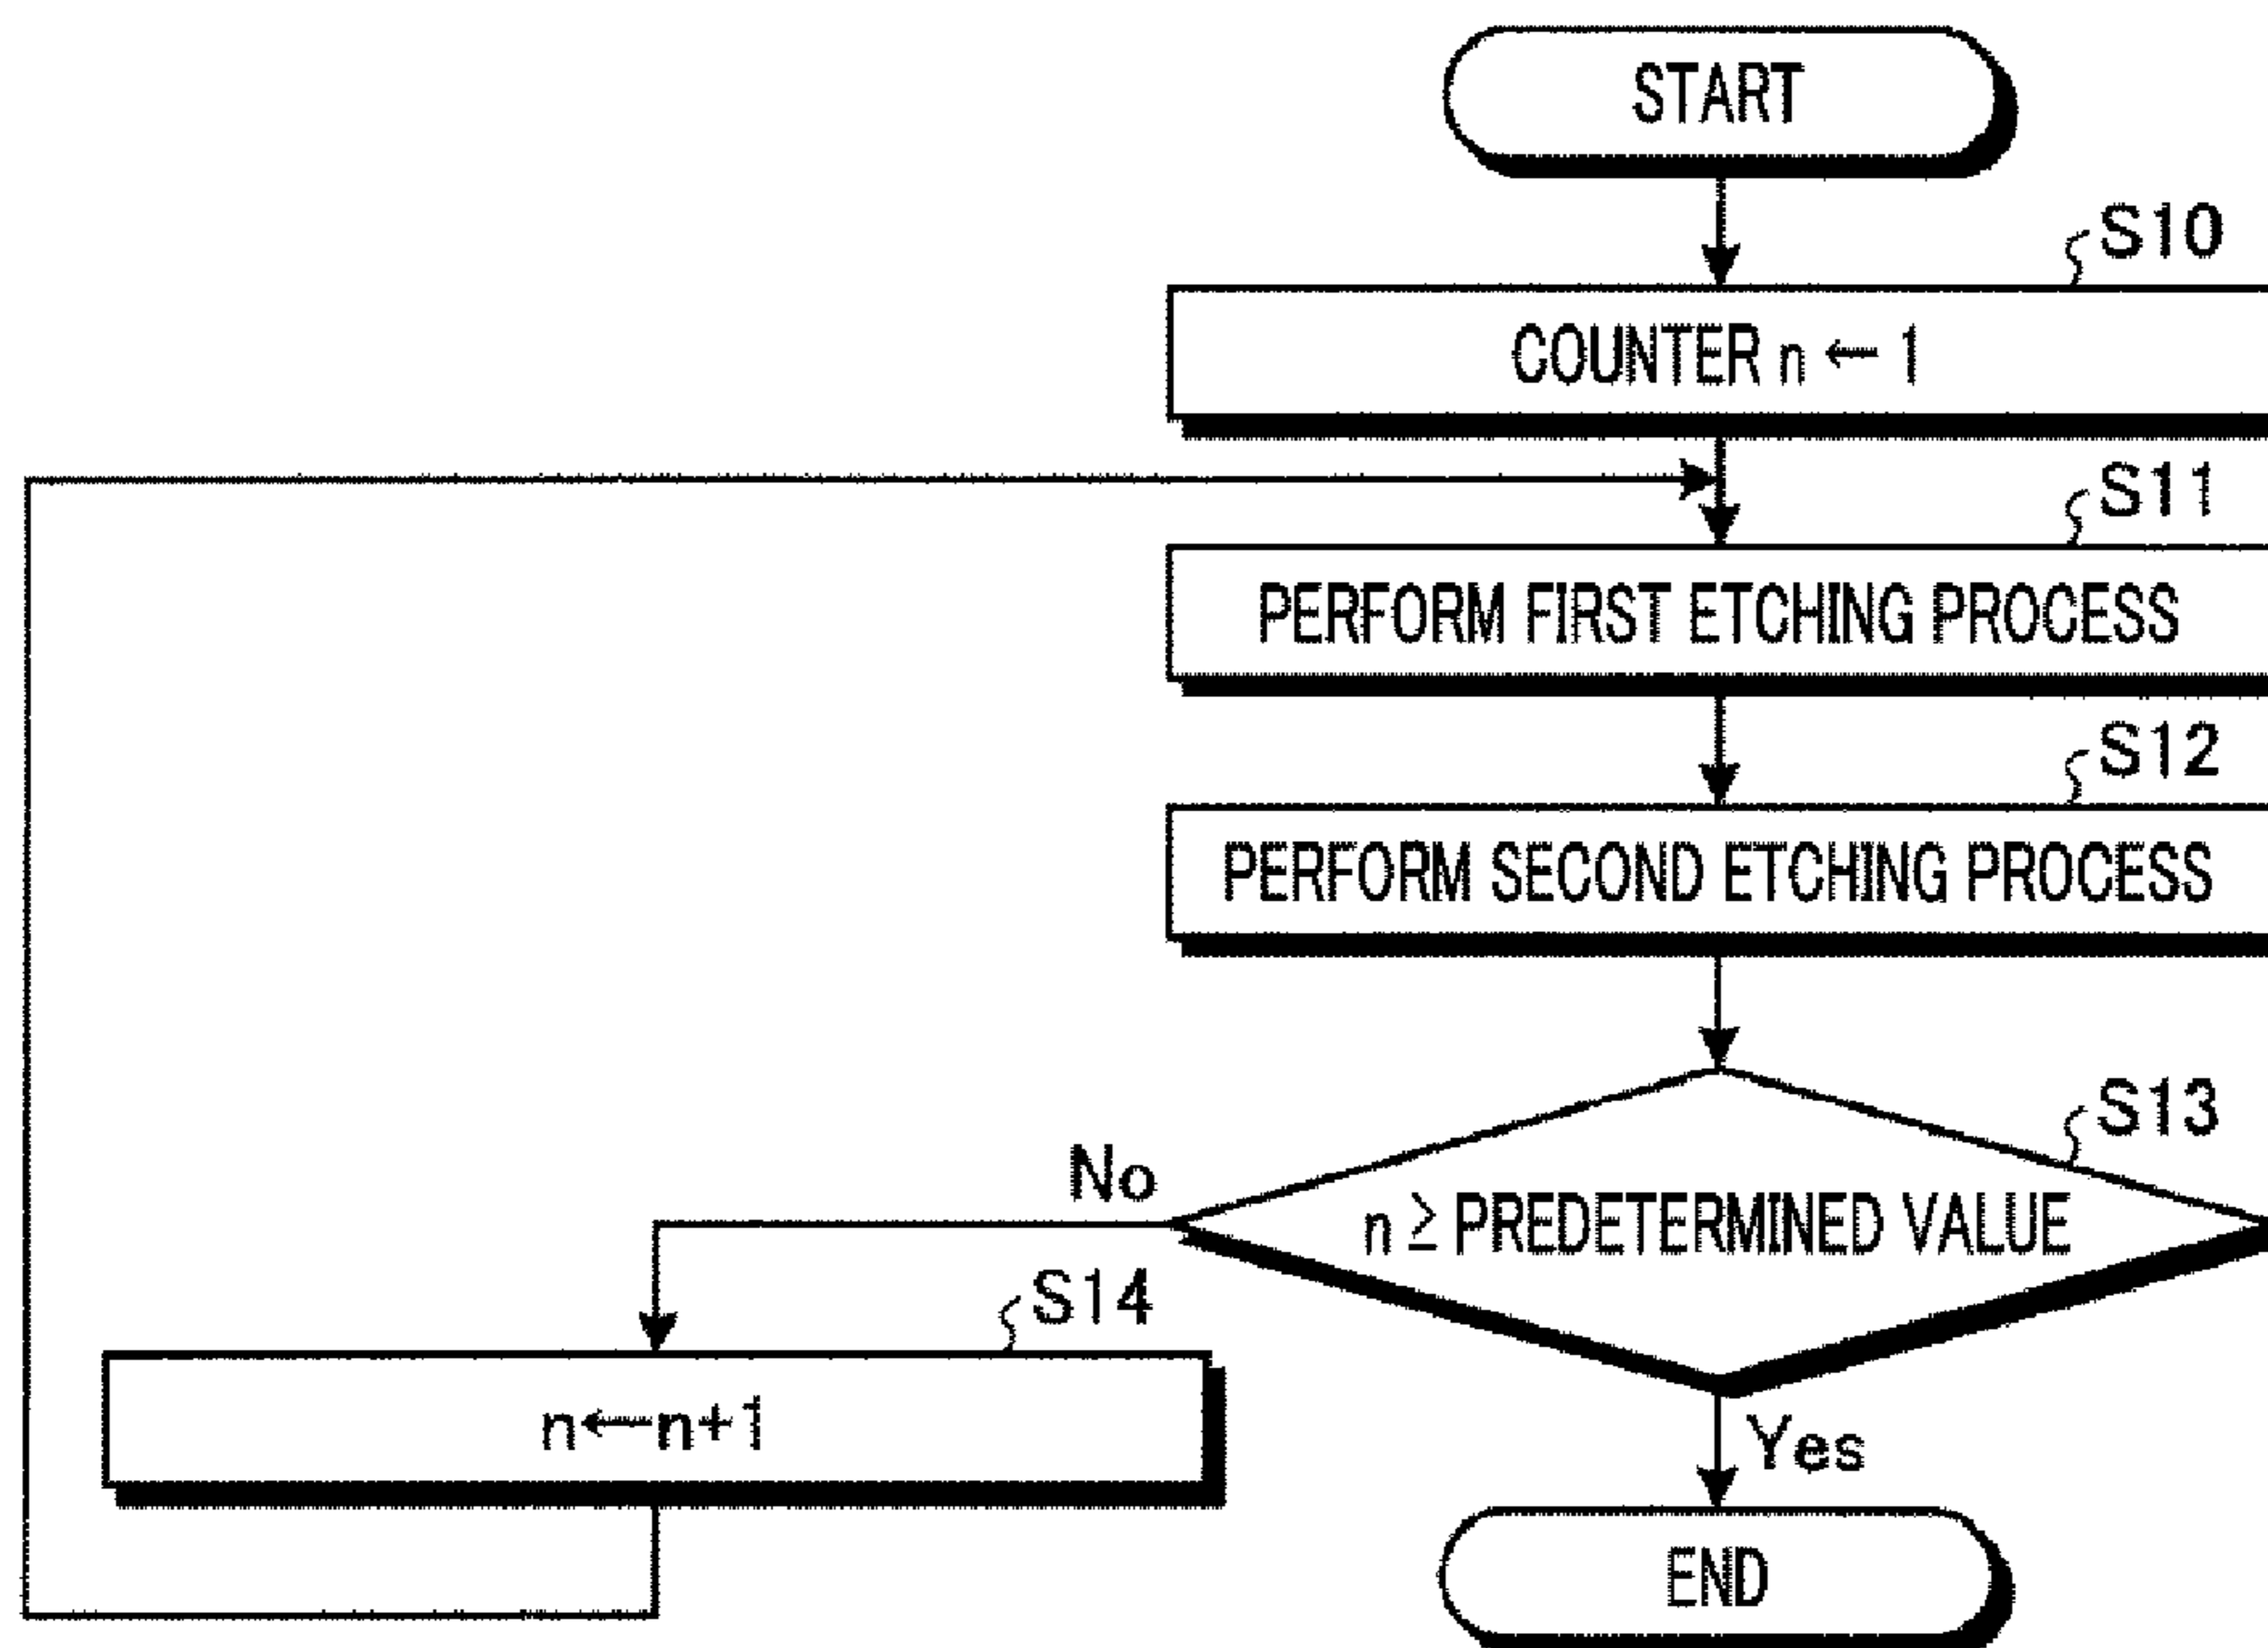 START
S10
COUNTER n ← 1
S11
PERFORM FIRST ETCHING PROCESS
S12
PERFORM SECOND ETCHING PROCESS
S13
No
n ≥ PREDETERMINED VALUE
S14
n←n+1
Yes
END